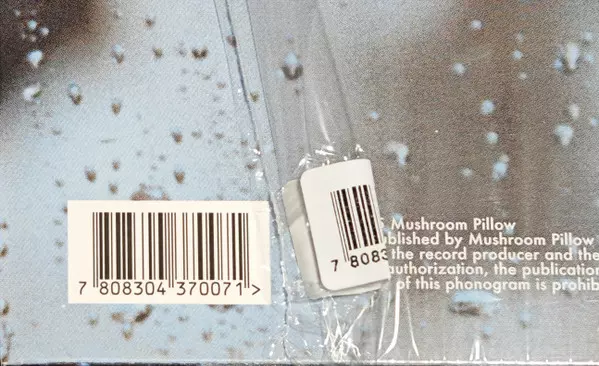 7 808304 370071 >
7 8083
Mushroom Pillow
blished by Mushroom Pillow
the record producer and the
authorization, the publication
of this phonogram is prohib